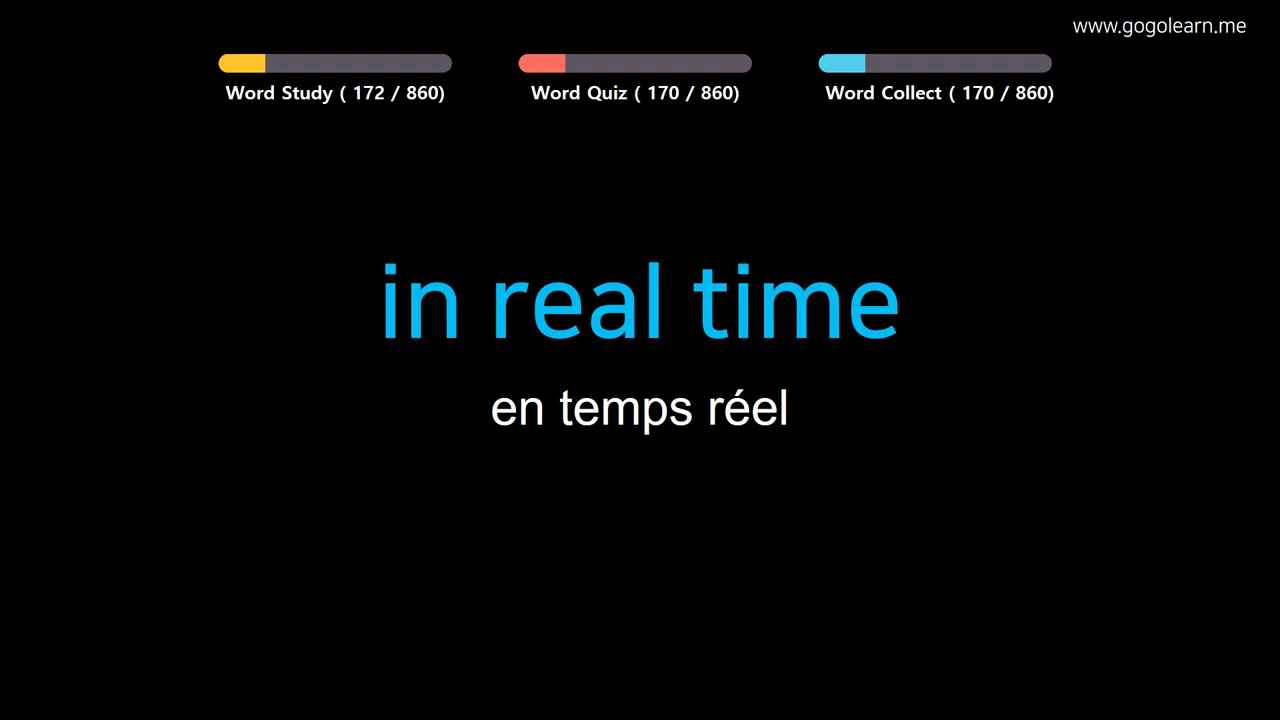 www.gogolearn.me
Word Study ( 172 / 860)
Word Quiz ( 170 / 860)
Word Collect ( 170 / 860)
in real time
en temps réel